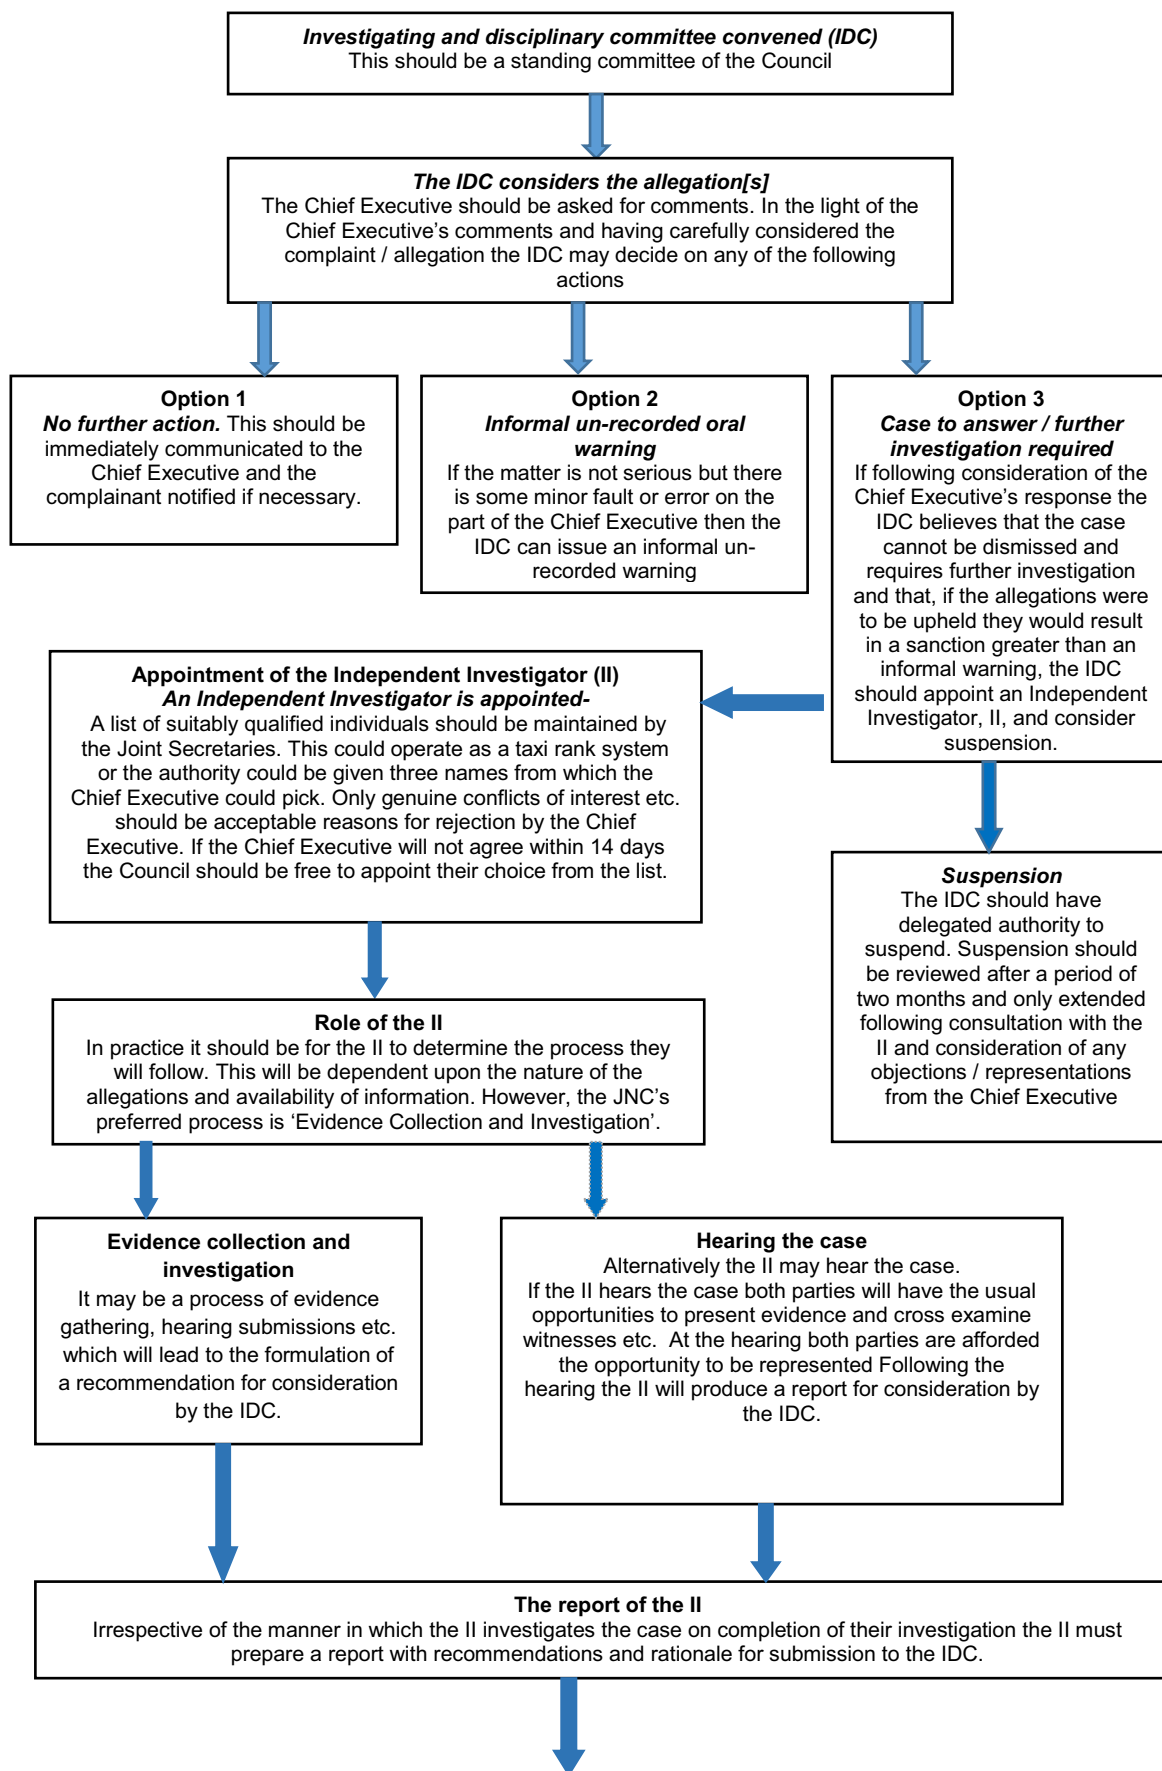 Investigating and disciplinary committee convened (IDC)
This should be a standing committee of the Council
The IDC considers the allegation[s]
The Chief Executive should be asked for comments. In the light of the
Chief Executive's comments and having carefully considered the
complaint / allegation the IDC may decide on any of the following
actions
Option 1
No further action. This should be
immediately communicated to the
Chief Executive and the
complainant notified if necessary.
Option 2
Informal un-recorded oral
warning
If the matter is not serious but there
is some minor fault or error on the
part of the Chief Executive then the
IDC can issue an informal un-
recorded warning
Option 3
Case to answer / further
investigation required
If following consideration of the
Chief Executive's response the
IDC believes that the case
cannot be dismissed and
requires further investigation
and that, if the allegations were
to be upheld they would result
in a sanction greater than an
informal warning, the IDC
should appoint an Independent
Investigator, II, and consider
suspension.
Appointment of the Independent Investigator (II)
An Independent Investigator is appointed-
A list of suitably qualified individuals should be maintained by
the Joint Secretaries. This could operate as a taxi rank system
or the authority could be given three names from which the
Chief Executive could pick. Only genuine conflicts of interest etc.
should be acceptable reasons for rejection by the Chief
Executive. If the Chief Executive will not agree within 14 days
the Council should be free to appoint their choice from the list.
Suspension
The IDC should have
delegated authority to
suspend. Suspension should
be reviewed after a period of
two months and only extended
following consultation with the
II and consideration of any
objections / representations
from the Chief Executive
Role of the II
In practice it should be for the II to determine the process they
will follow. This will be dependent upon the nature of the
allegations and availability of information. However, the JNC's
preferred process is 'Evidence Collection and Investigation'.
Evidence collection and
investigation
It may be a process of evidence
gathering, hearing submissions etc.
which will lead to the formulation of
a recommendation for consideration
by the IDC.
Hearing the case
Alternatively the II may hear the case.
If the II hears the case both parties will have the usual
opportunities to present evidence and cross examine
witnesses etc.  At the hearing both parties are afforded
the opportunity to be represented Following the
hearing the II will produce a report for consideration by
the IDC.
The report of the II
Irrespective of the manner in which the II investigates the case on completion of their investigation the II must
prepare a report with recommendations and rationale for submission to the IDC.